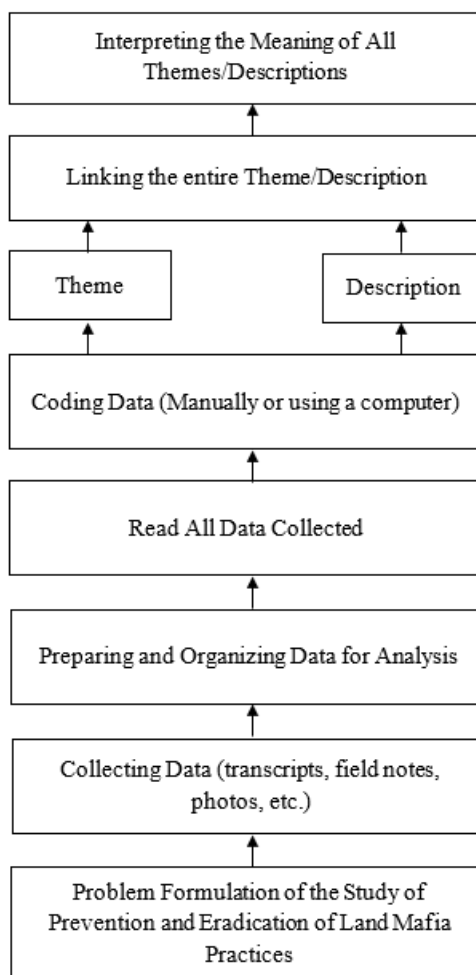 Interpreting the Meaning of All
Themes/Descriptions
Linking the entire Theme/Description
Theme
Description
Coding Data (Manually or using a computer)
Read All Data Collected
Preparing and Organizing Data for Analysis
Collecting Data (transcripts, field notes,
photos, etc.)
Problem Formulation of the Study of
Prevention and Eradication of Land Mafia
Practices